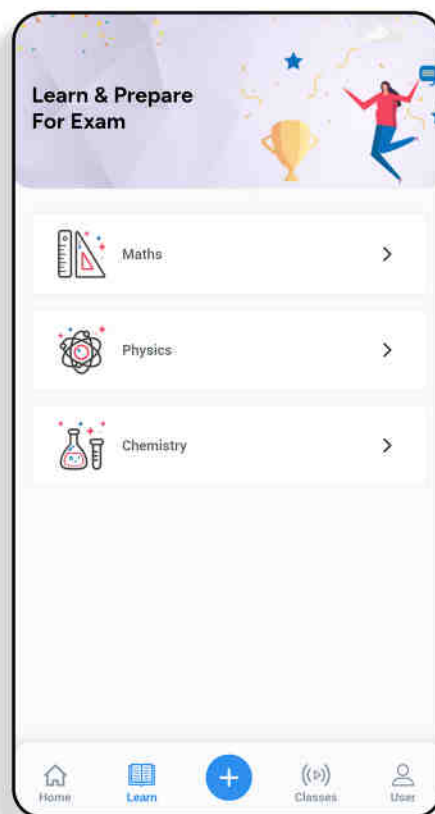 Learn & Prepare
For Exam
Maths
Physics
Chemistry
Home
Learn
Classes
User